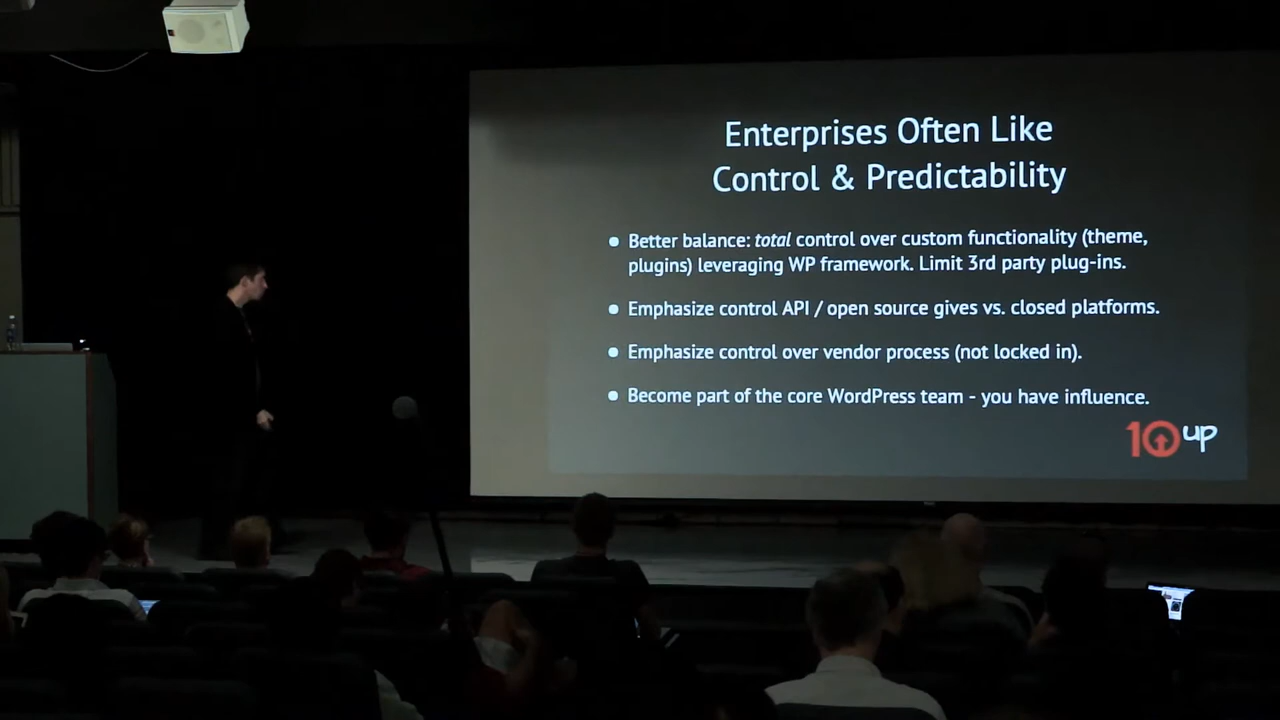 Enterprises Often Like
Control & Predictability
• Better balance: total control over custom functionality (theme,
plugins) leveraging WP framework. Limit 3rd party plug-ins.
• Emphasize control API / open source gives vs. closed platforms.
• Emphasize control over vendor process (not locked in).
• Become part of the core WordPress team - you have influence.
10up